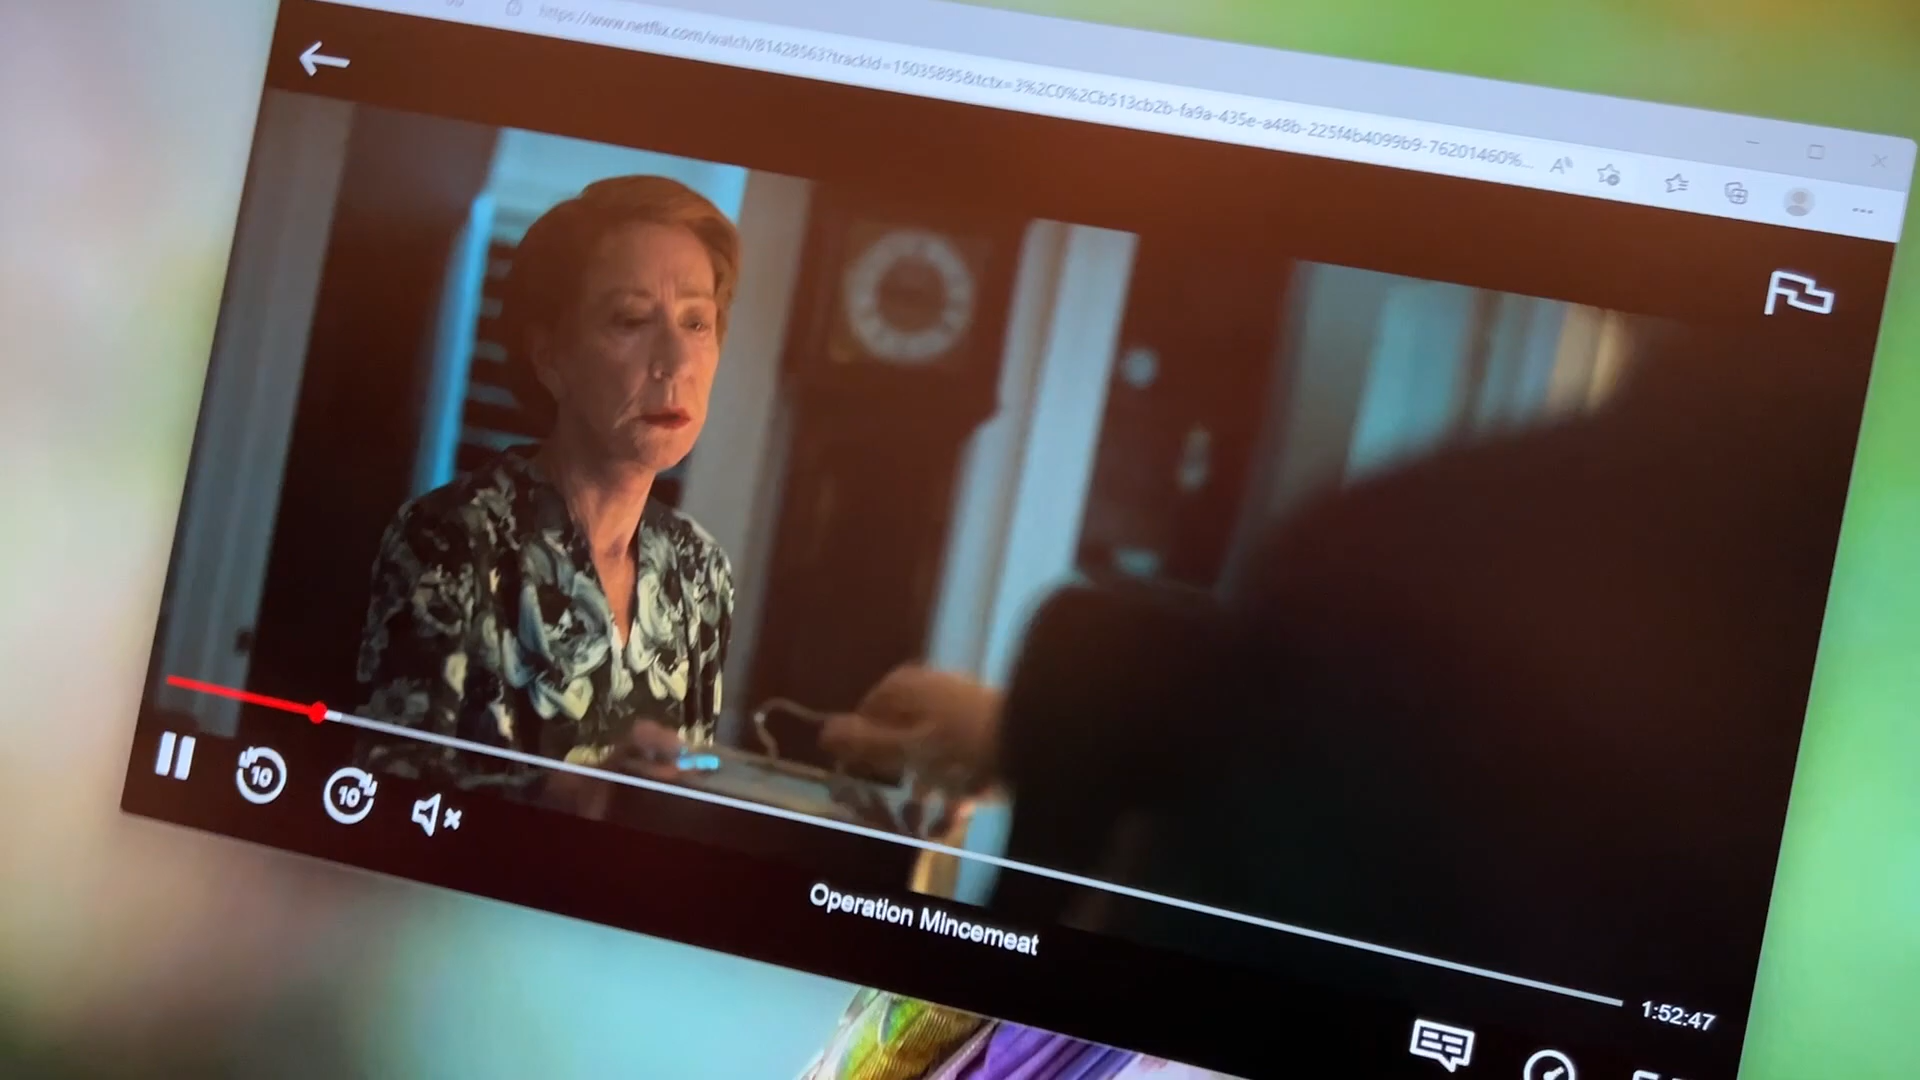 https://www.netflix.com/watch/81428563?trackId=15035895&tctx=3%2C0%2Cb513cb2b-fa9a-435e-a48b-225f4b4099b9-76201460%...
10
10
Operation Mincemeat
1:52:47